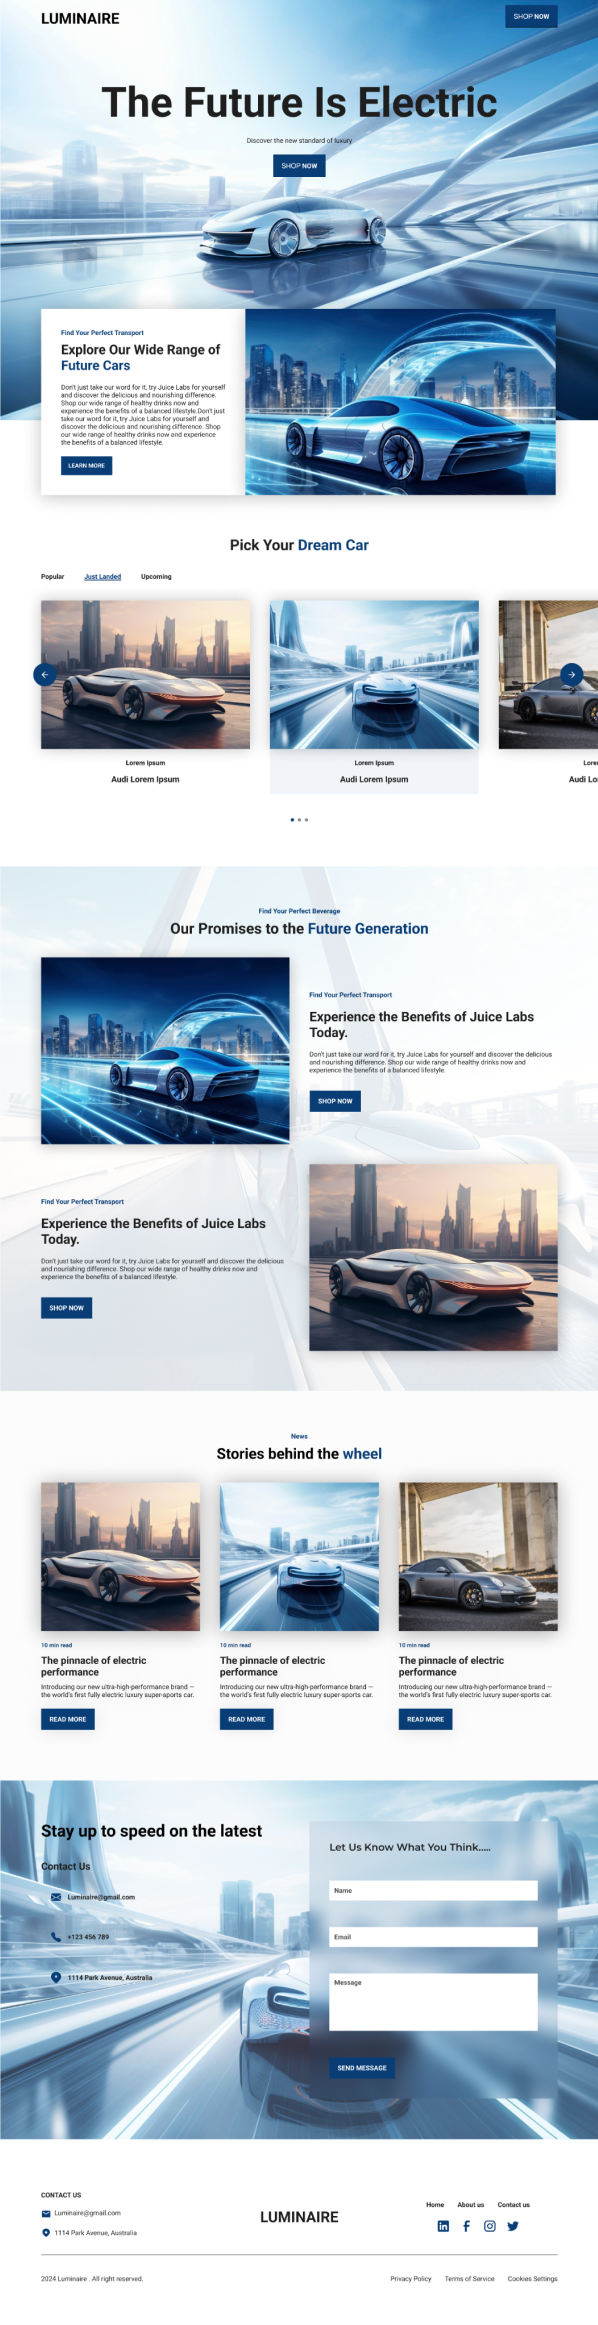 LUMINAIRE
SHOP NOW
The Future Is Electric
Discover the new standard of luxury
SHOP NOW
Find Your Perfect Transport
Explore Our Wide Range of
Future Cars
Don't just take our word for it, try Juice Labs for yourself
and discover the delicious and nourishing difference.
Shop our wide range of healthy drinks now and
experience the benefits of a balanced lifestyle.Don't just
take our word for it, try Juice Labs for yourself and
discover the delicious and nourishing difference. Shop
our wide range of healthy drinks now and experience
the benefits of a balanced lifestyle.
LEARN MORE
Pick Your Dream Car
Popular Just Landed Upcoming
Lorem Ipsum
Audi Lorem Ipsum
Lorem Ipsum
Audi Lorem Ipsum
Lore
Audi Lo
Find Your Perfect Beverage
Our Promises to the Future Generation
Find Your Perfect Transport
Experience the Benefits of Juice Labs
Today.
Don't just take our word for it, try Juice Labs for yourself and discover the delicious
and nourishing difference. Shop our wide range of healthy drinks now and
experience the benefits of a balanced lifestyle.
SHOP NOW
Find Your Perfect Transport
Experience the Benefits of Juice Labs
Today.
Don't just take our word for it, try Juice Labs for yourself and discover the delicious
and nourishing difference. Shop our wide range of healthy drinks now and
experience the benefits of a balanced lifestyle.
SHOP NOW
News
Stories behind the wheel
10 min read
The pinnacle of electric
performance
Introducing our new ultra-high-performance brand —
the world's first fully electric luxury super-sports car.
READ MORE
10 min read
The pinnacle of electric
performance
Introducing our new ultra-high-performance brand —
the world's first fully electric luxury super-sports car.
READ MORE
10 min read
The pinnacle of electric
performance
Introducing our new ultra-high-performance brand —
the world's first fully electric luxury super-sports car.
READ MORE
Stay up to speed on the latest
Contact Us
Luminaire@gmail.com
+123 456 789
1114 Park Avenue, Australia
Let Us Know What You Think.....
Name
Email
Message
SEND MESSAGE
CONTACT US
Luminaire@gmail.com
1114 Park Avenue, Australia
LUMINAIRE
Home About us Contact us
2024 Luminaire . All right reserved.
Privacy Policy Terms of Service Cookies Settings